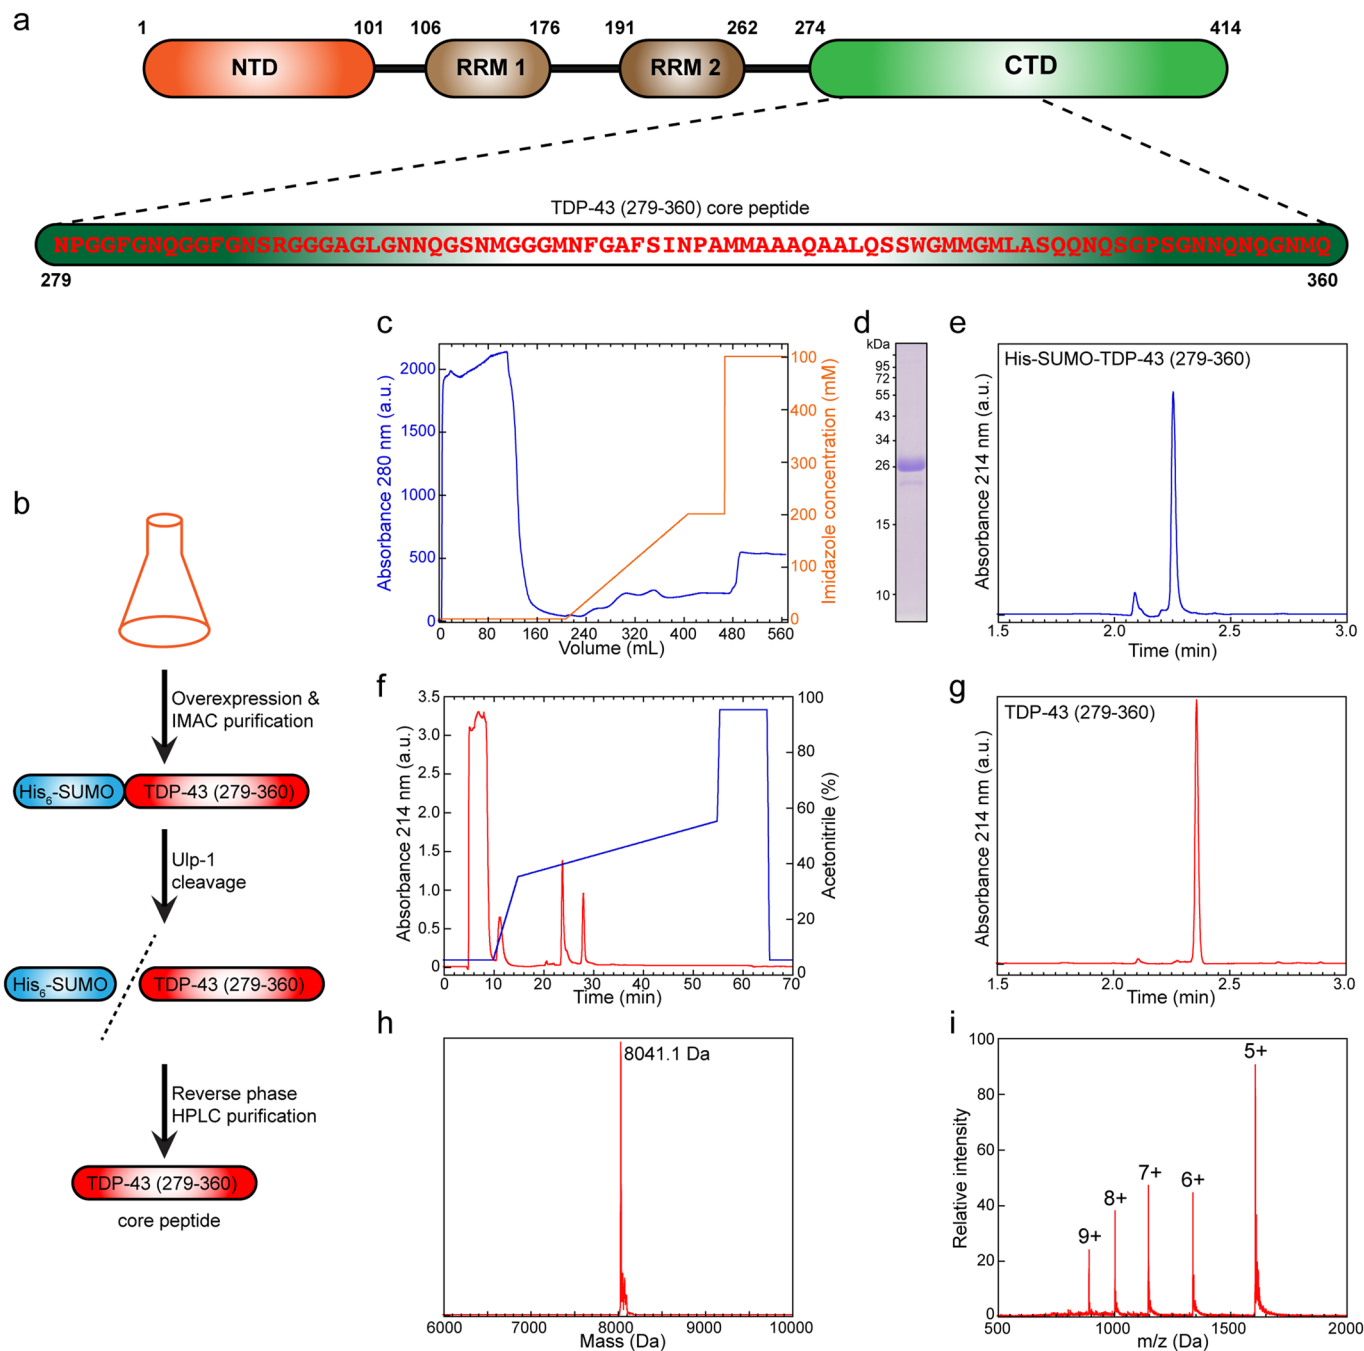 a
1 101 106 176 191 262 274 414
NTD RRM 1 RRM 2 CTD
TDP-43 (279-360) core peptide
NPGGFGNQGGFGNSRGGGAGLGNNQGSNMGGGMNFGAFSINPAMMAAAQAALQSSWGMMGMLASQQNQSGPSGNNQNQGNMQ
279 360
b
Overexpression &
IMAC purification
His6-SUMO TDP-43 (279-360)
Ulp-1
cleavage
His6-SUMO TDP-43 (279-360)
Reverse phase
HPLC purification
TDP-43 (279-360)
core peptide
c
Absorbance 280 nm (a.u.)
2000
1500
1000
500
0
0 80 160 240 320 400 480 560
Volume (mL)
Imidazole concentration (mM)
100
400
300
200
100
0
d
kDa
95
72
55
43
34
26
15
10
e
His-SUMO-TDP-43 (279-360)
Absorbance 214 nm (a.u.)
1.5 2.0 2.5 3.0
Time (min)
f
Absorbance 214 nm (a.u.)
3.5
3.0
2.5
2.0
1.5
1.0
0.5
0
0 10 20 30 40 50 60 70
Time (min)
Acetonitrile (%)
100
80
60
40
20
0
g
TDP-43 (279-360)
Absorbance 214 nm (a.u.)
1.5 2.0 2.5 3.0
Time (min)
h
8041.1 Da
6000 7000 8000 9000 10000
Mass (Da)
i
Relative intensity
100
80
60
40
20
0
9+ 8+ 7+ 6+ 5+
500 1000 1500 2000
m/z (Da)